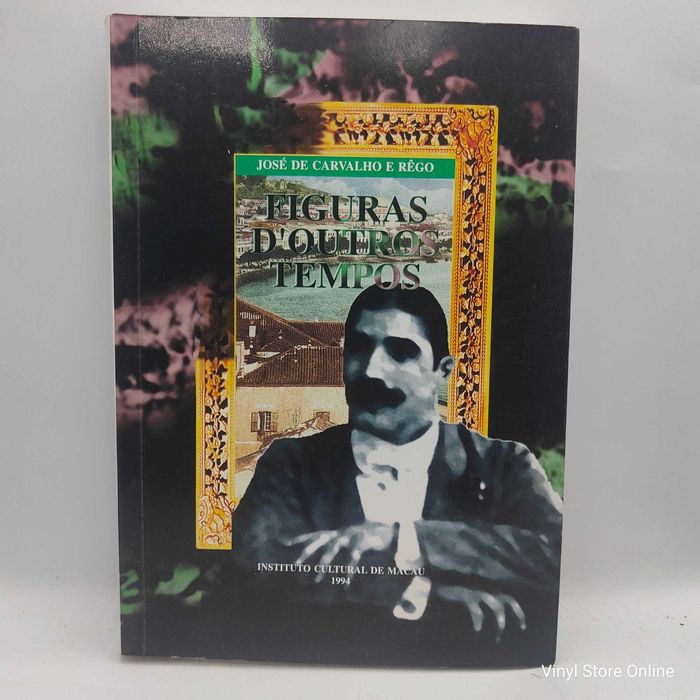 JOSÉ DE CARVALHO E RÊGO
FIGURAS
D'OUTROS
TEMPOS
INSTITUTO CULTURAL DE MACAU
1994
Vinyl Store Online